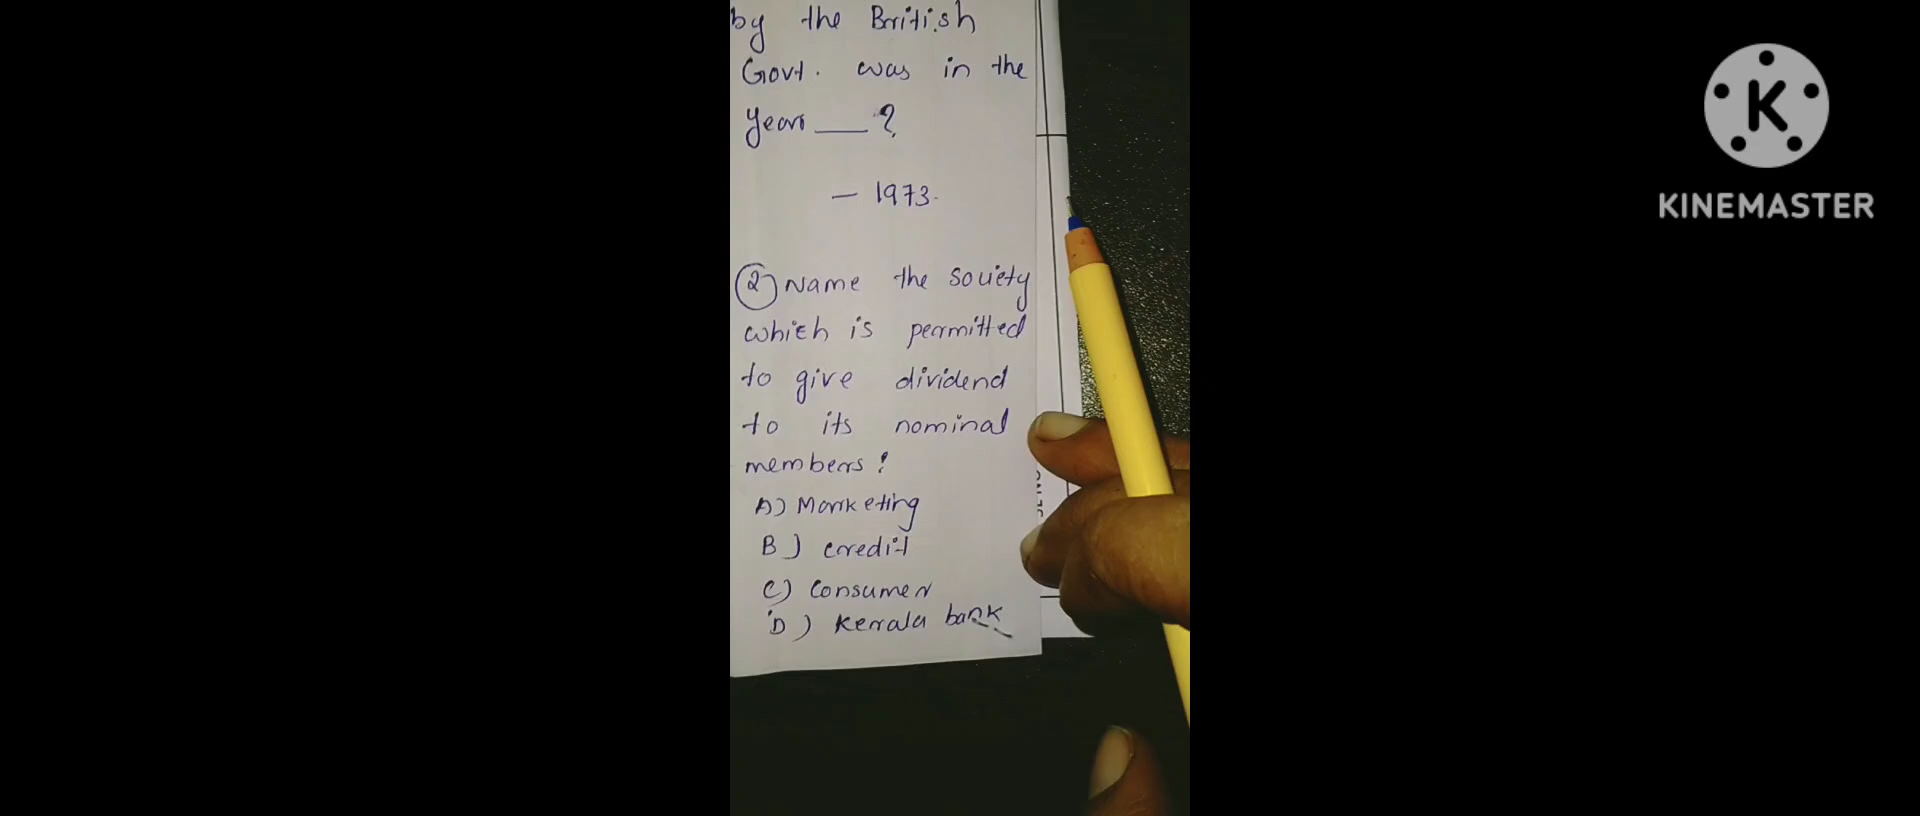 by the British
Govt. was in the
Year ___ ?
- 1973.
② Name the society
which is permitted
to give dividend
to its nominal
members?
A) Marketing
B) credit
C) Consumer
D) Kerala bank
K
KINEMASTER